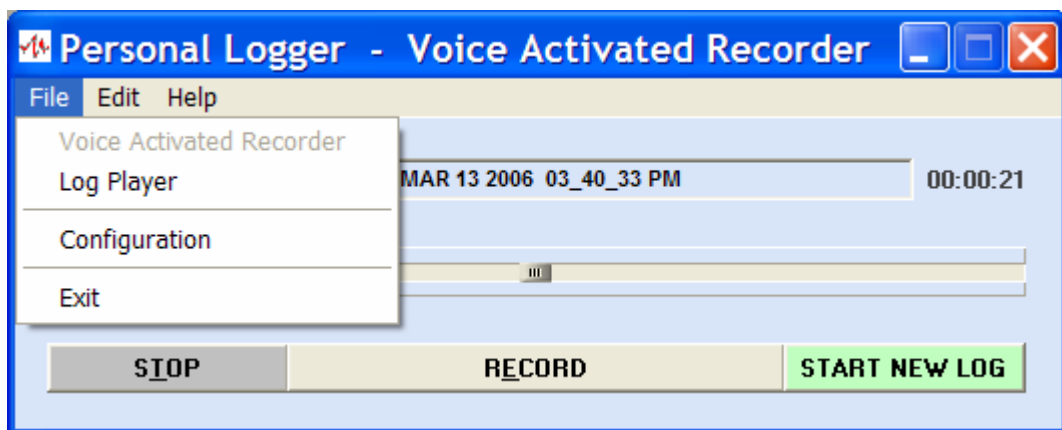 Personal Logger - Voice Activated Recorder
File Edit Help
Voice Activated Recorder
Log Player
MAR 13 2006 03_40_33 PM 00:00:21
Configuration
Exit
STOP RECORD START NEW LOG